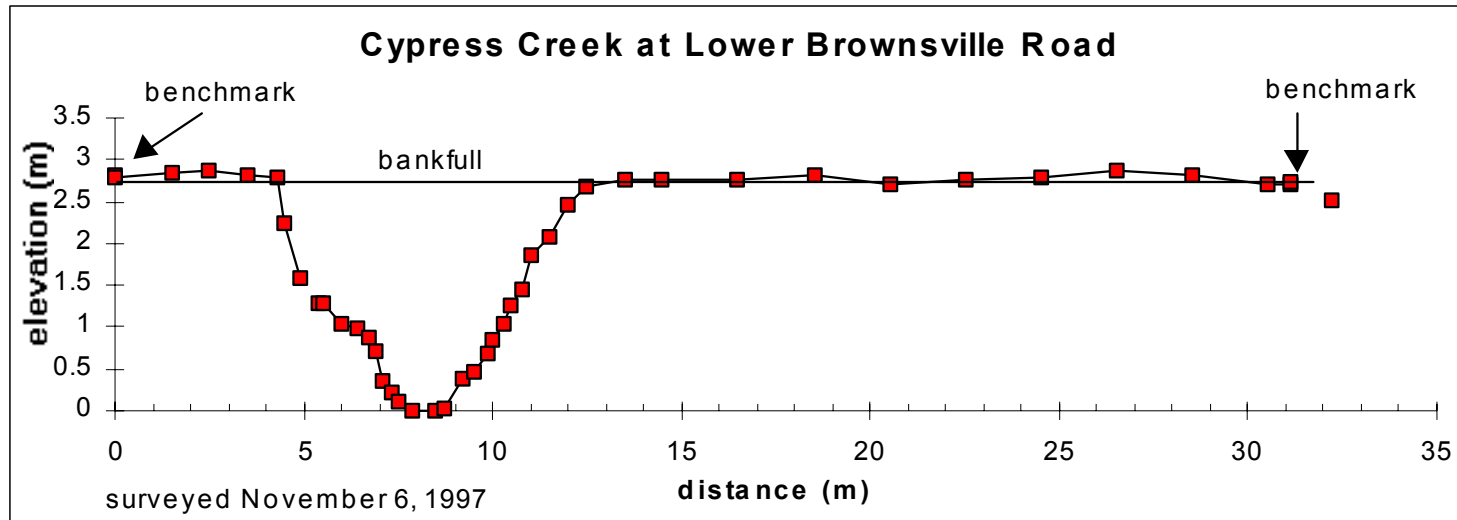 Cypress Creek at Lower Brownsville Road
benchmark
benchmark
bankfull
elevation (m)
3.5
3
2.5
2
1.5
1
0.5
0
0 5 10 15 20 25 30 35
distance (m)
surveyed November 6, 1997